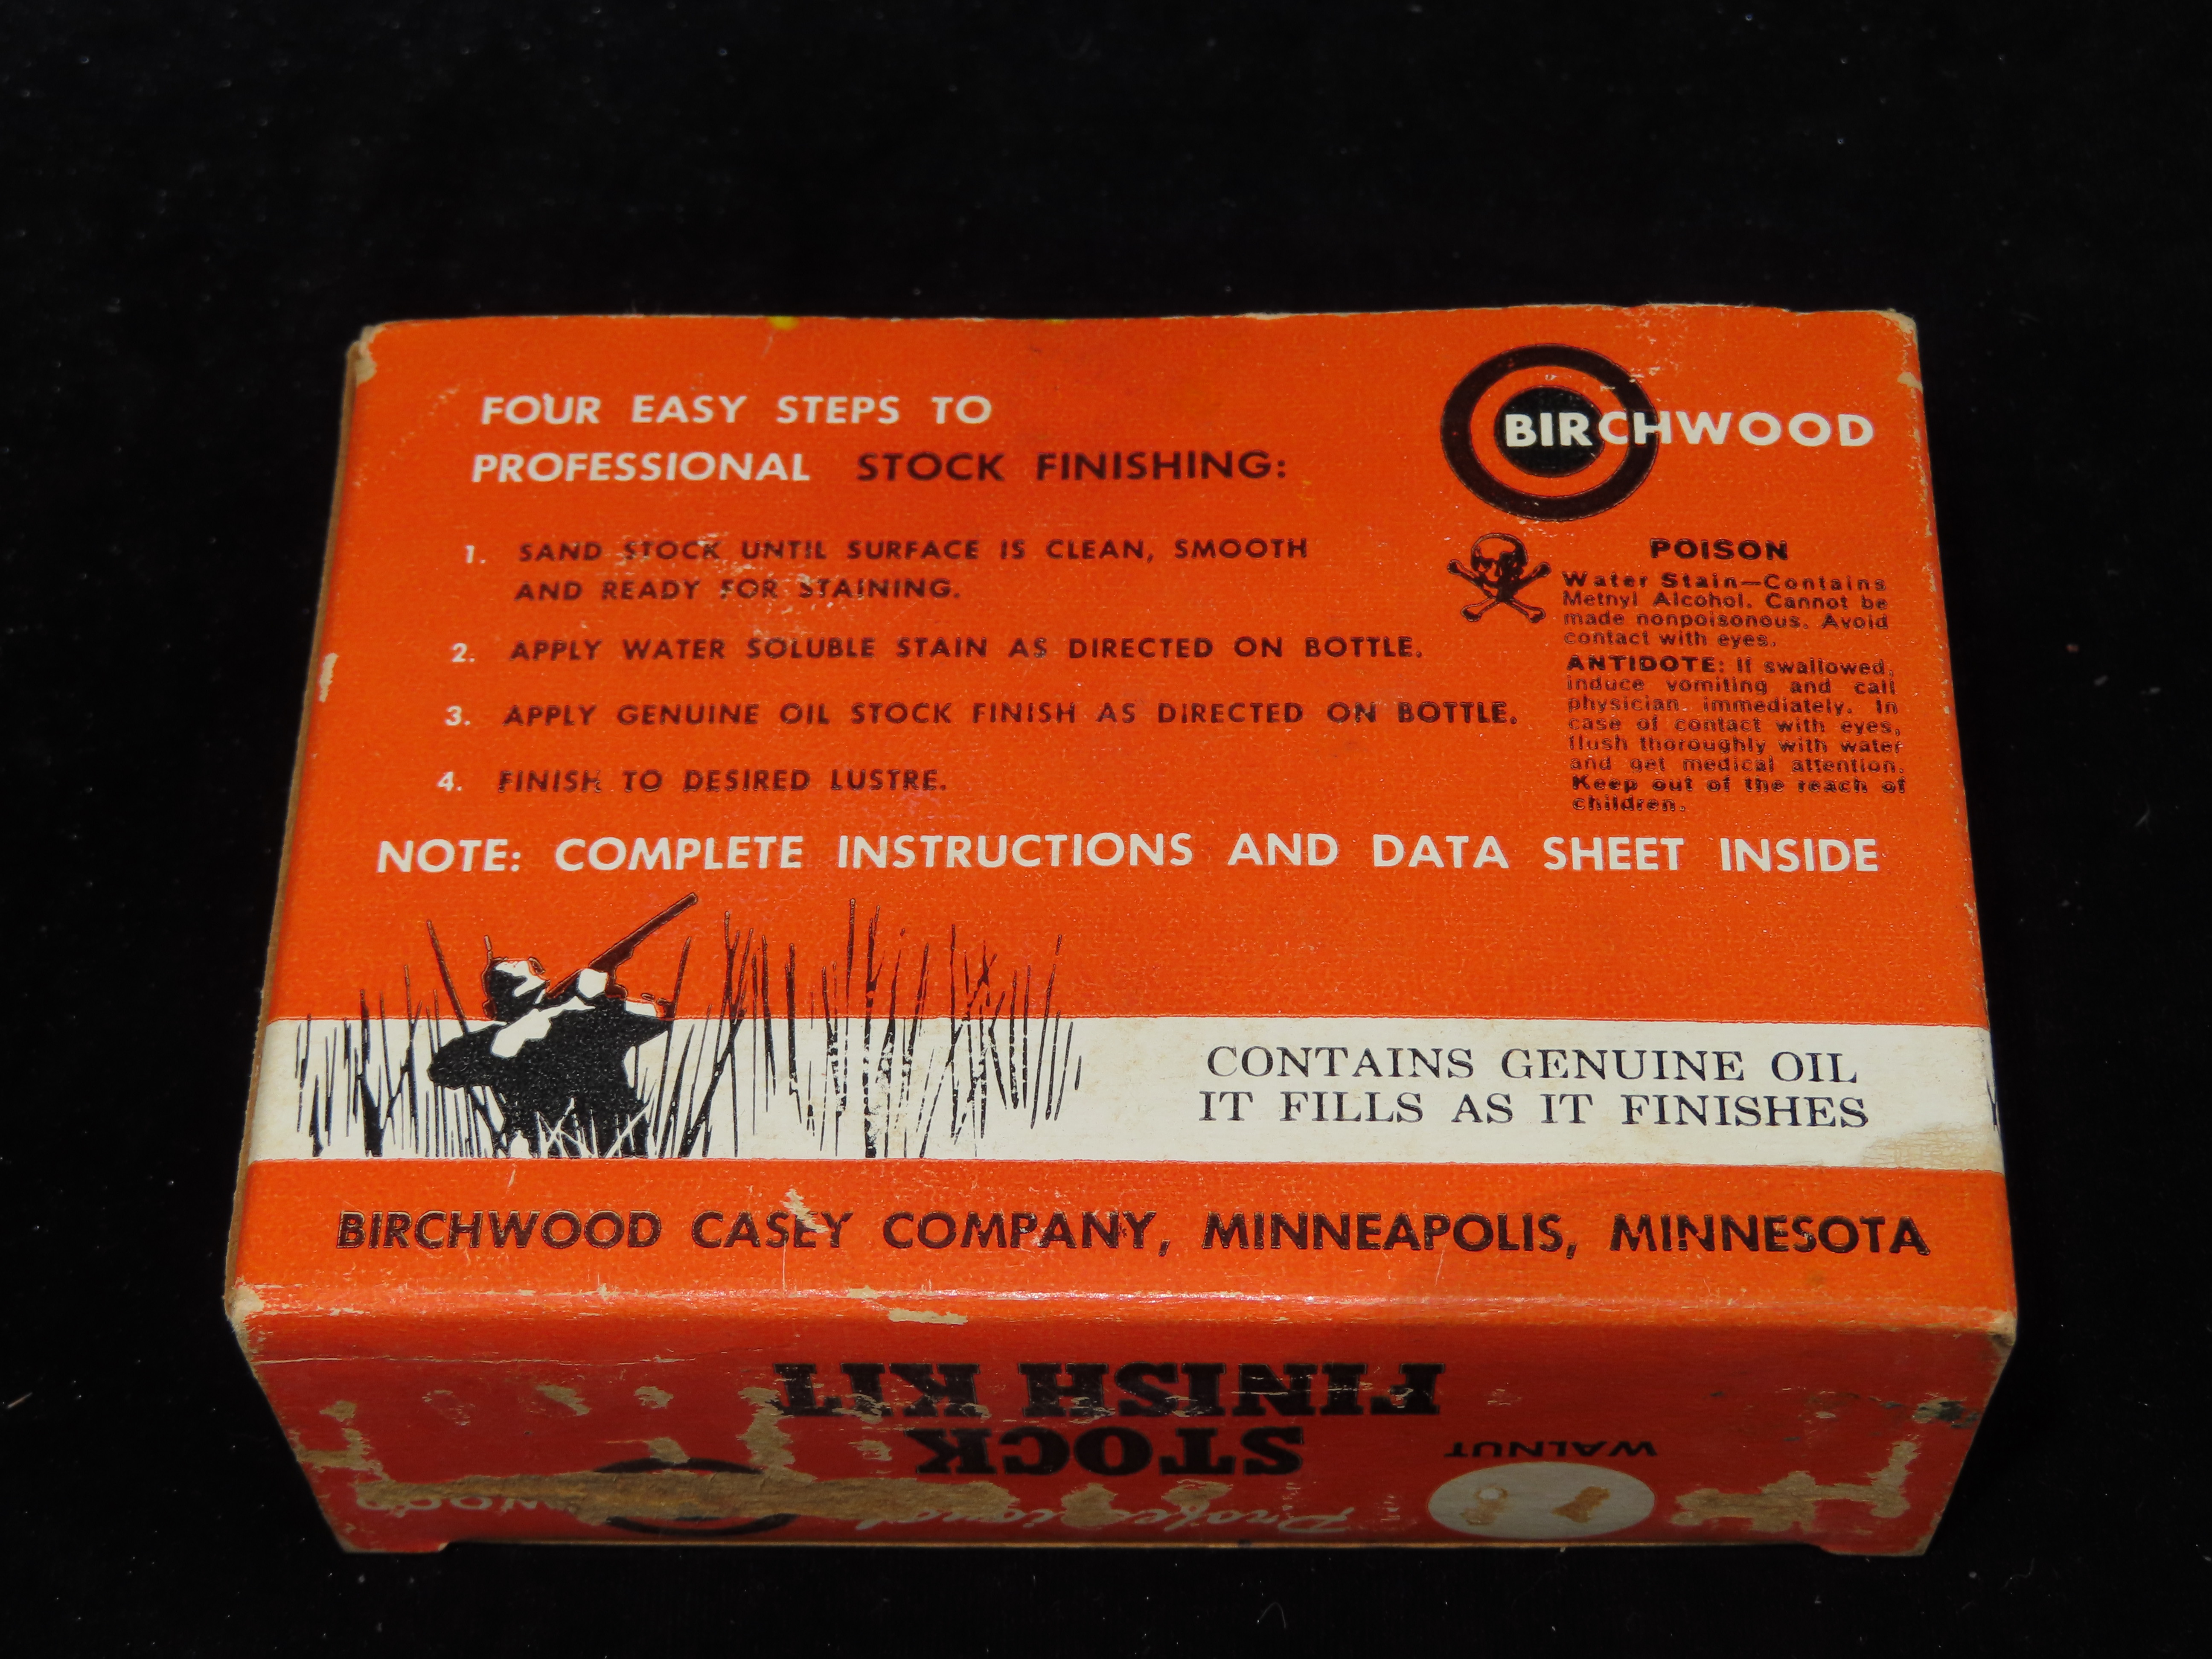 FOUR EASY STEPS TO
PROFESSIONAL STOCK FINISHING:
1. SAND STOCK UNTIL SURFACE IS CLEAN, SMOOTH
AND READY FOR STAINING.
2. APPLY WATER SOLUBLE STAIN AS DIRECTED ON BOTTLE.
3. APPLY GENUINE OIL STOCK FINISH AS DIRECTED ON BOTTLE.
4. FINISH TO DESIRED LUSTRE.
BIRCHWOOD
POISON
Water Stain—Contains
Methyl Alcohol. Cannot be
made nonpoisonous. Avoid
contact with eyes.
ANTIDOTE: If swallowed,
induce vomiting and call
physician immediately. In
case of contact with eyes,
flush thoroughly with water
and get medical attention.
Keep out of the reach of
children.
NOTE: COMPLETE INSTRUCTIONS AND DATA SHEET INSIDE
CONTAINS GENUINE OIL
IT FILLS AS IT FINISHES
BIRCHWOOD CASEY COMPANY, MINNEAPOLIS, MINNESOTA
Professional
STOCK
FINISH KIT
WALNUT